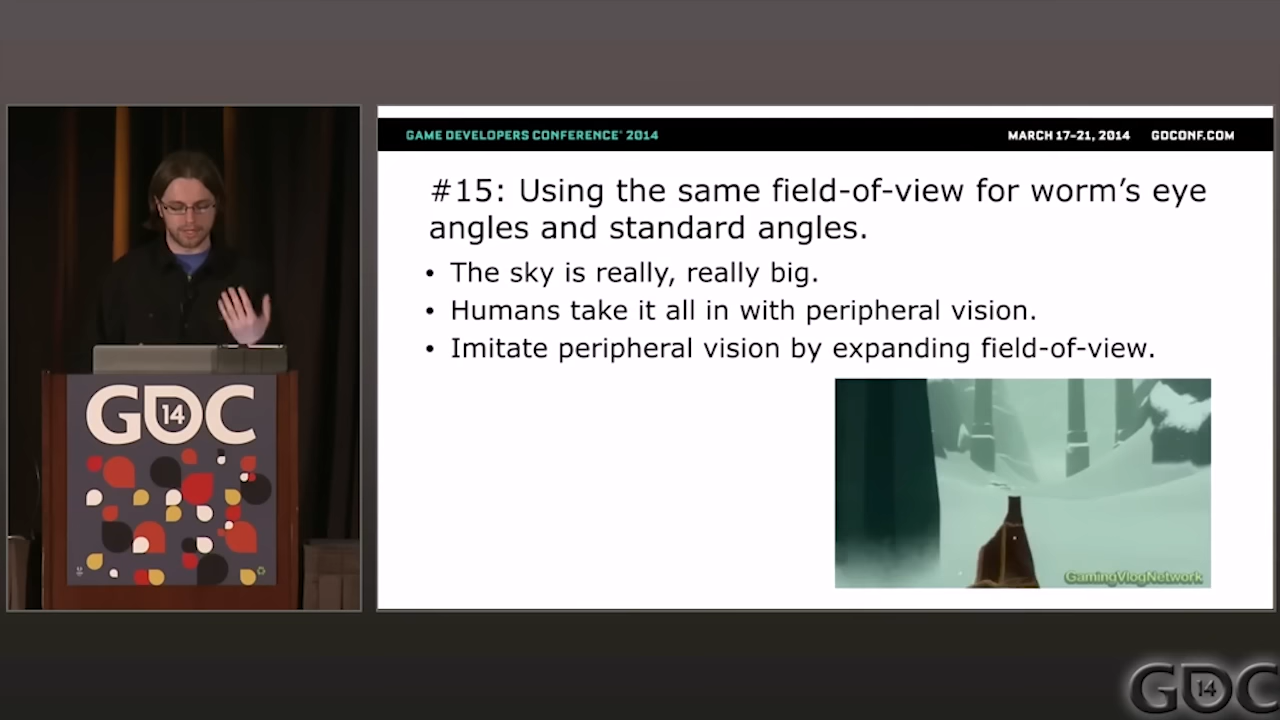 GAME DEVELOPERS CONFERENCE® 2014
MARCH 17–21, 2014 GDCONF.COM
#15: Using the same field-of-view for worm’s eye
angles and standard angles.
• The sky is really, really big.
• Humans take it all in with peripheral vision.
• Imitate peripheral vision by expanding field-of-view.
GamingVlogNetwork
GDC
14
GDC
14